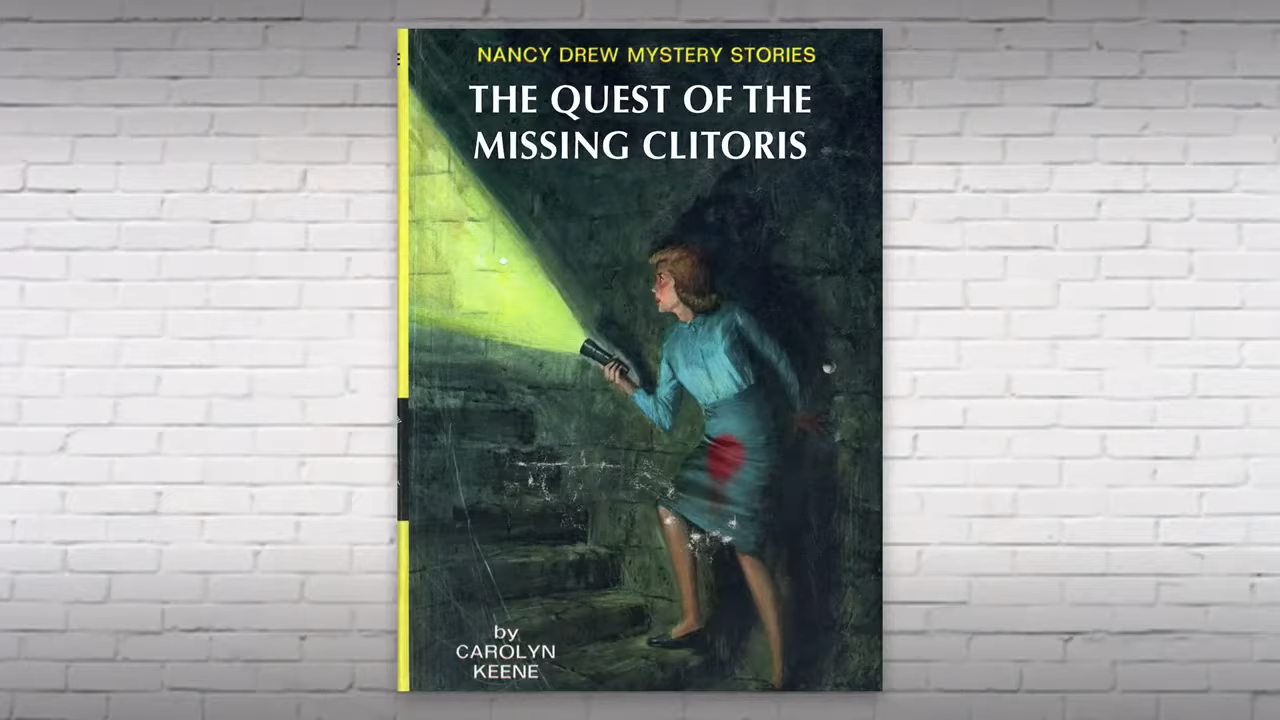 NANCY DREW MYSTERY STORIES
THE QUEST OF THE
MISSING CLITORIS
by
CAROLYN
KEENE